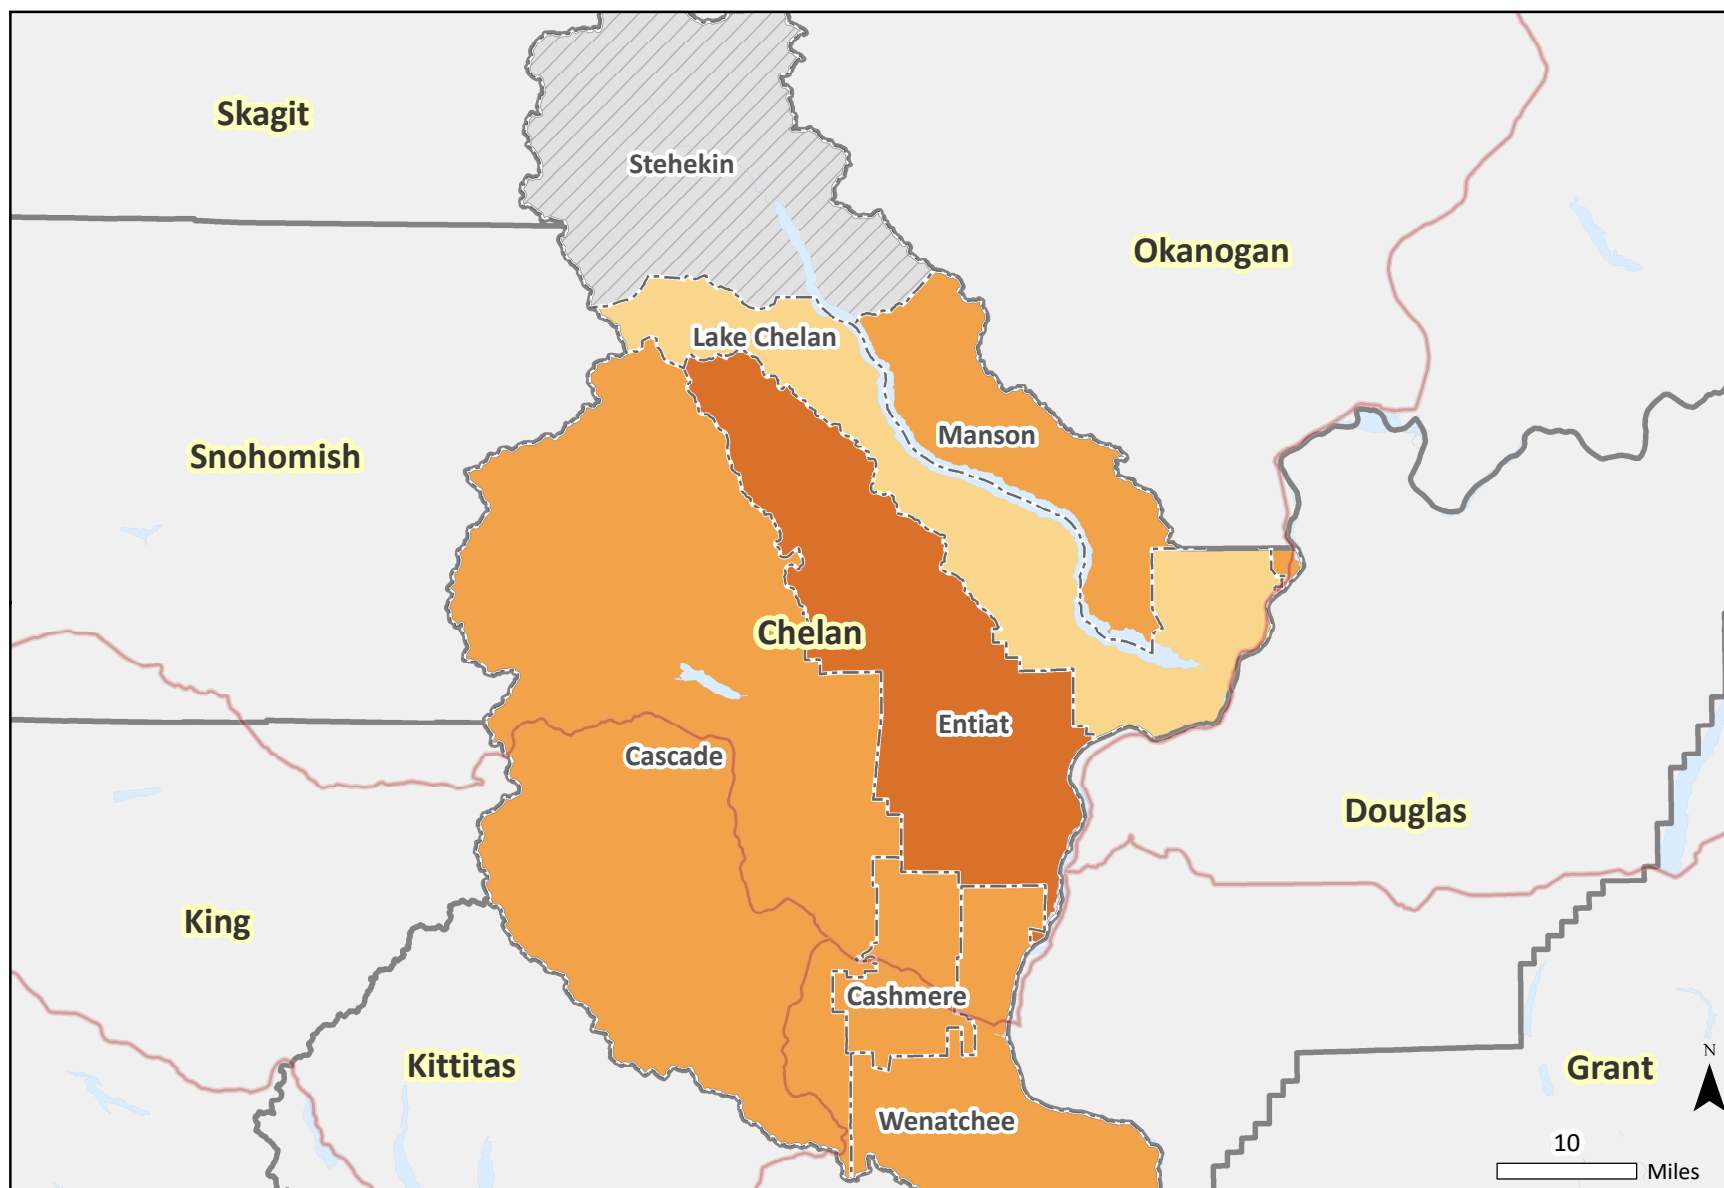 Skagit
Stehekin
Okanogan
Lake Chelan
Manson
Snohomish
Chelan
Entiat
Cascade
Douglas
King
Cashmere
Kittitas
Grant
N
Wenatchee
10
Miles